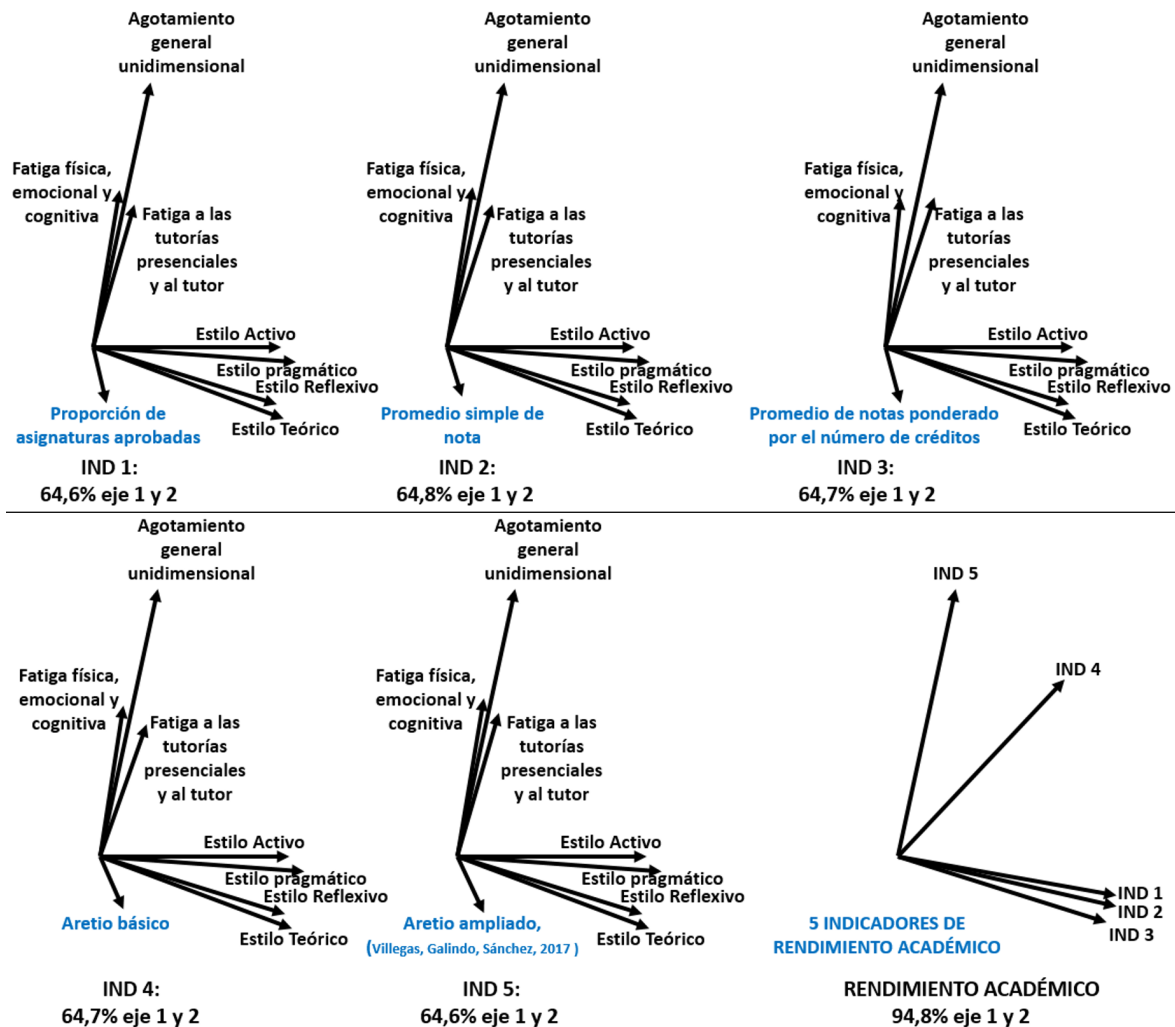 Agotamiento
general
unidimensional
Fatiga física,
emocional y
cognitiva
Fatiga a las
tutorías
presenciales
y al tutor
Estilo Activo
Estilo pragmático
Estilo Reflexivo
Estilo Teórico
Proporción de
asignaturas aprobadas
IND 1:
64,6% eje 1 y 2
Agotamiento
general
unidimensional
Fatiga física,
emocional y
cognitiva
Fatiga a las
tutorías
presenciales
y al tutor
Estilo Activo
Estilo pragmático
Estilo Reflexivo
Estilo Teórico
Promedio simple de
nota
IND 2:
64,8% eje 1 y 2
Agotamiento
general
unidimensional
Fatiga física,
emocional y
cognitiva
Fatiga a las
tutorías
presenciales
y al tutor
Estilo Activo
Estilo pragmático
Estilo Reflexivo
Estilo Teórico
Promedio de notas ponderado
por el número de créditos
IND 3:
64,7% eje 1 y 2
Agotamiento
general
unidimensional
Fatiga física,
emocional y
cognitiva
Fatiga a las
tutorías
presenciales
y al tutor
Estilo Activo
Estilo pragmático
Estilo Reflexivo
Estilo Teórico
Aretio básico
IND 4:
64,7% eje 1 y 2
Agotamiento
general
unidimensional
Fatiga física,
emocional y
cognitiva
Fatiga a las
tutorías
presenciales
y al tutor
Estilo Activo
Estilo pragmático
Estilo Reflexivo
Estilo Teórico
Aretio ampliado,
(Villegas, Galindo, Sánchez, 2017 )
IND 5:
64,6% eje 1 y 2
IND 5
IND 4
IND 1
IND 2
IND 3
5 INDICADORES DE
RENDIMIENTO ACADÉMICO
RENDIMIENTO ACADÉMICO
94,8% eje 1 y 2